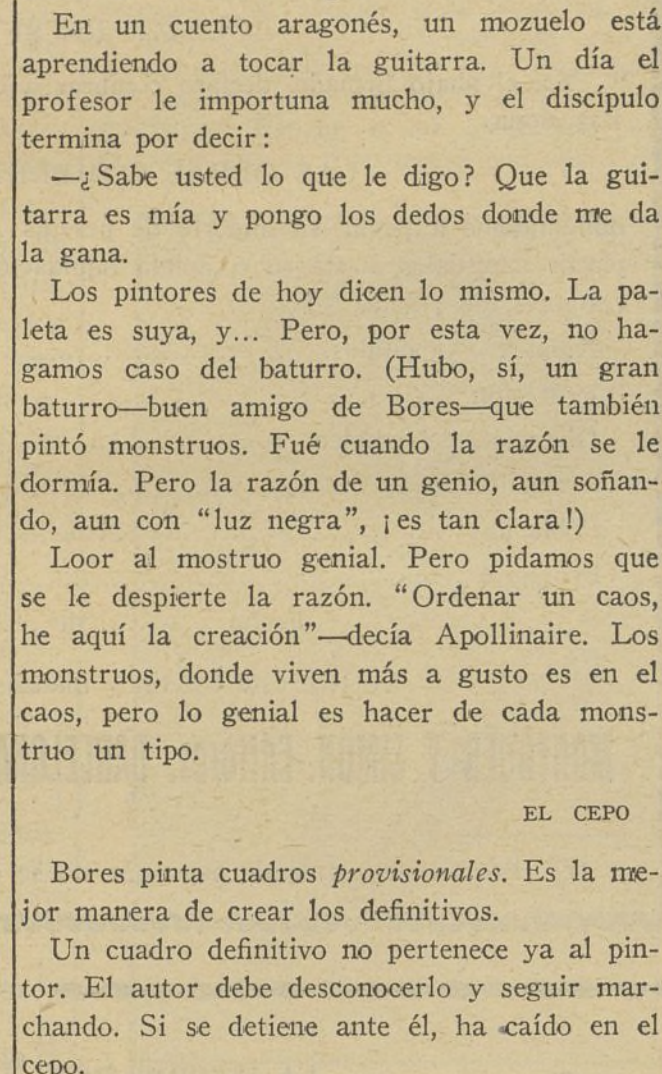 En un cuento aragonés, un mozuelo está
aprendiendo a tocar la guitarra. Un día el
profesor le importuna mucho, y el discípulo
termina por decir:
—¿Sabe usted lo que le digo? Que la gui-
tarra es mía y pongo los dedos donde me da
la gana.
Los pintores de hoy dicen lo mismo. La pa-
leta es suya, y... Pero, por esta vez, no ha-
gamos caso del baturro. (Hubo, sí, un gran
baturro—buen amigo de Bores—que también
pintó monstruos. Fué cuando la razón se le
dormía. Pero la razón de un genio, aun soñan-
do, aun con “luz negra”, ¡es tan clara!)
Loor al mostruo genial. Pero pidamos que
se le despierte la razón. “Ordenar un caos,
he aquí la creación”—decía Apollinaire. Los
monstruos, donde viven más a gusto es en el
caos, pero lo genial es hacer de cada mons-
truo un tipo.
EL CEPO
Bores pinta cuadros provisionales. Es la me-
jor manera de crear los definitivos.
Un cuadro definitivo no pertenece ya al pin-
tor. El autor debe desconocerlo y seguir mar-
chando. Si se detiene ante él, ha caído en el
cepo.